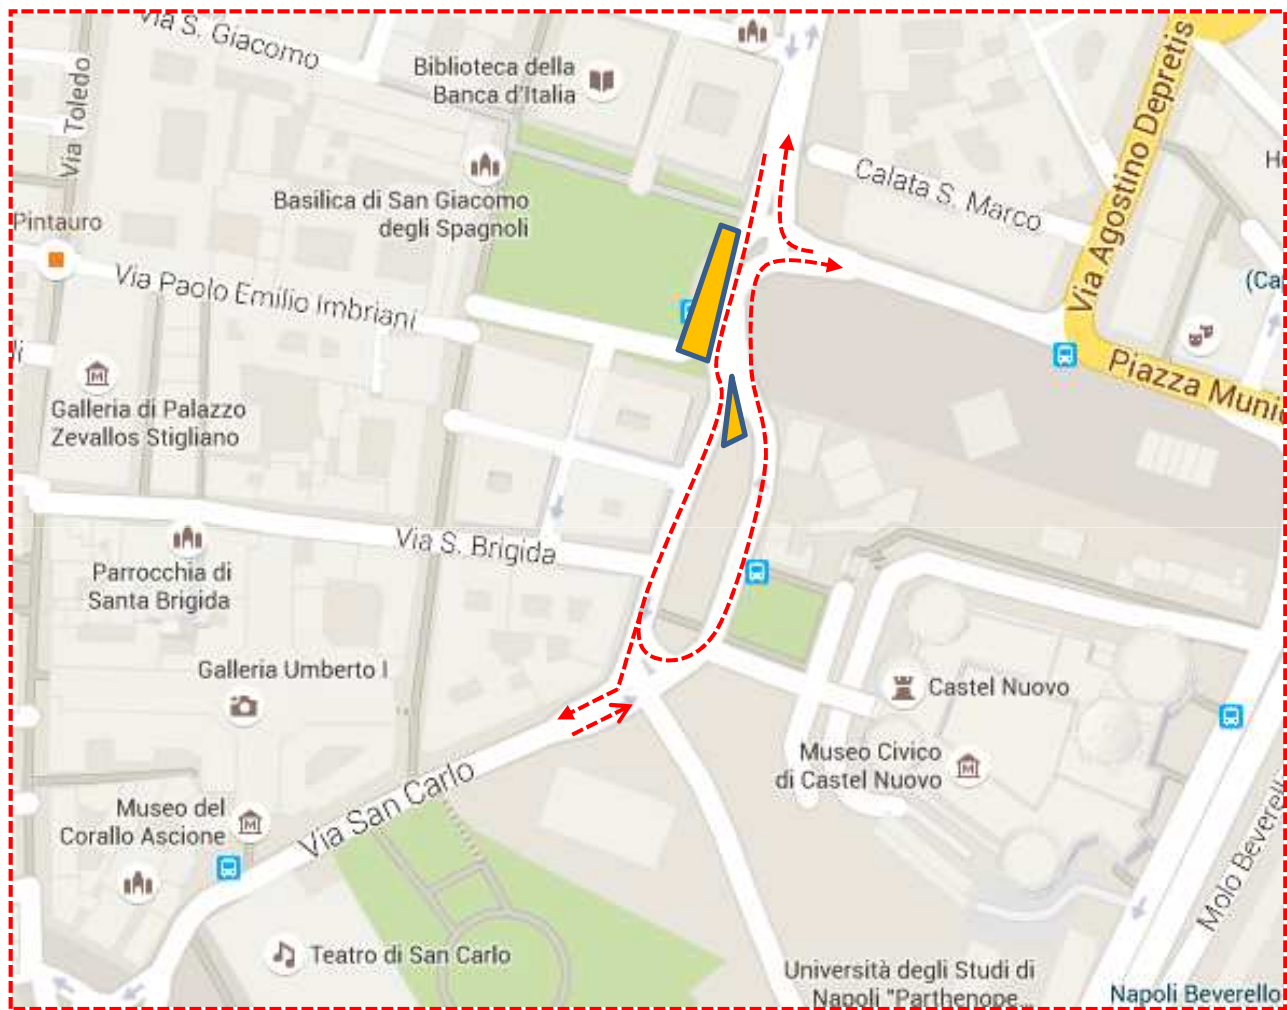 Via S. Giacomo
Via Toledo
Biblioteca della
Banca d'Italia
Via Agostino Depretis
Calata S. Marco
Basilica di San Giacomo
degli Spagnoli
Pintauro
Via Paolo Emilio Imbriani
(Ca
H
li
Piazza Muni
Galleria di Palazzo
Zevallos Stigliano
Via S. Brigida
Parrocchia di
Santa Brigida
Galleria Umberto I
Castel Nuovo
Museo Civico
di Castel Nuovo
Museo del
Corallo Ascione
Via San Carlo
Molo Beverello
Teatro di San Carlo
Università degli Studi di
Napoli "Parthenope...
Napoli Beverello